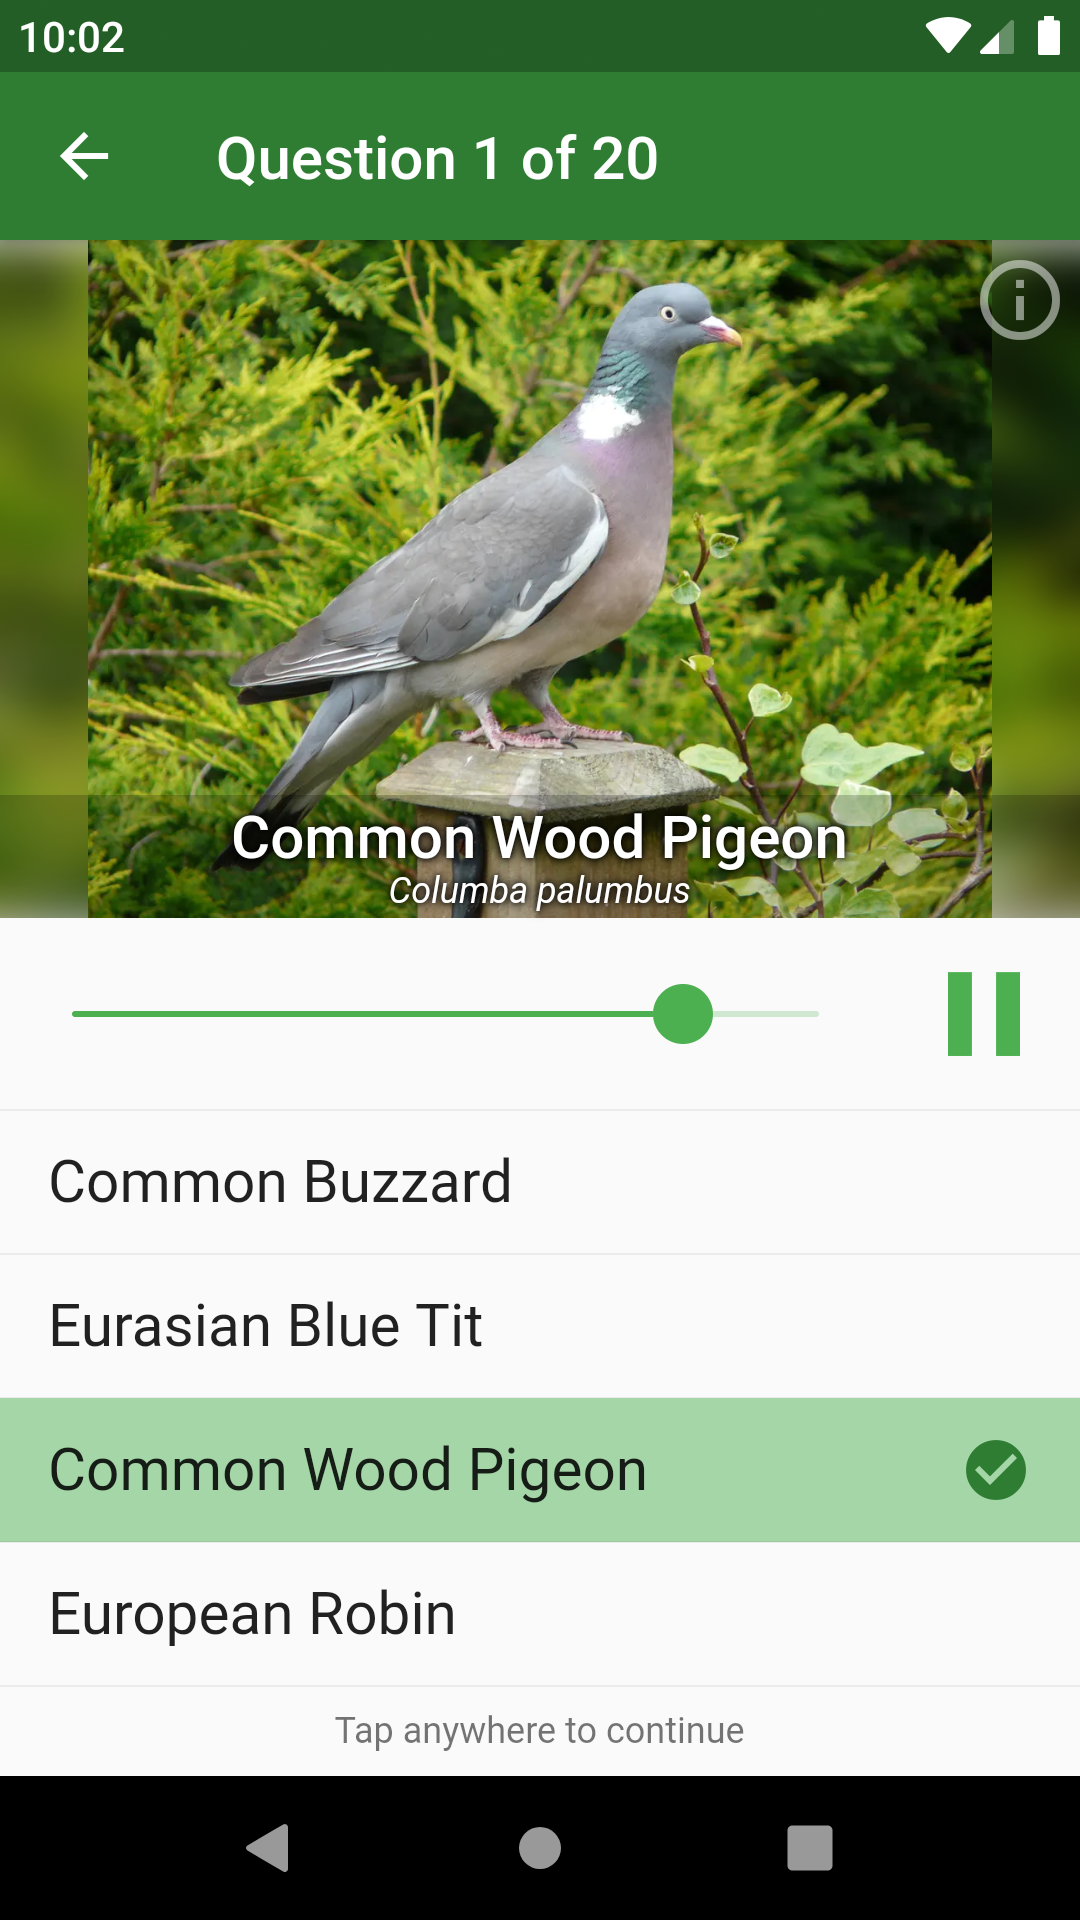 10:02
Question 1 of 20
Common Wood Pigeon
Columba palumbus
Common Buzzard
Eurasian Blue Tit
Common Wood Pigeon
European Robin
Tap anywhere to continue